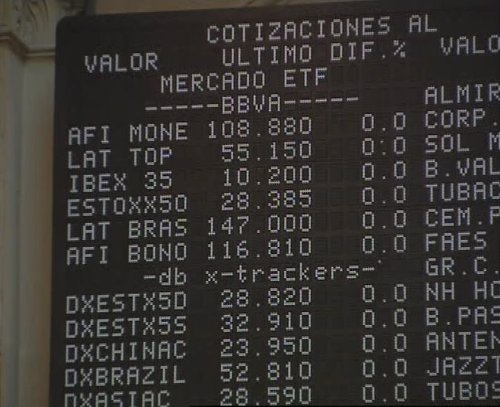 COTIZACIONES AL
VALOR ULTIMO DIF.% VALO
MERCADO ETF
-----BBVA----- ALMIR
AFI MONE 108.880 0.0 CORP.
LAT TOP 55.150 0.0 SOL M
IBEX 35 10.200 0.0 B.VAL
ESTOXX50 28.385 0.0 TUBAC
LAT BRAS 147.000 0.0 CEM.P
AFI BONO 116.810 0.0 FAES
-db x-trackers- GR.C.
DXESTX5D 28.820 0.0 NH HO
DXESTX5S 32.910 0.0 B.PAS
DXCHINAC 23.950 0.0 ANTEN
DXBRAZIL 52.810 0.0 JAZZT
DXASIAC 28.590 0.0 TUBOS